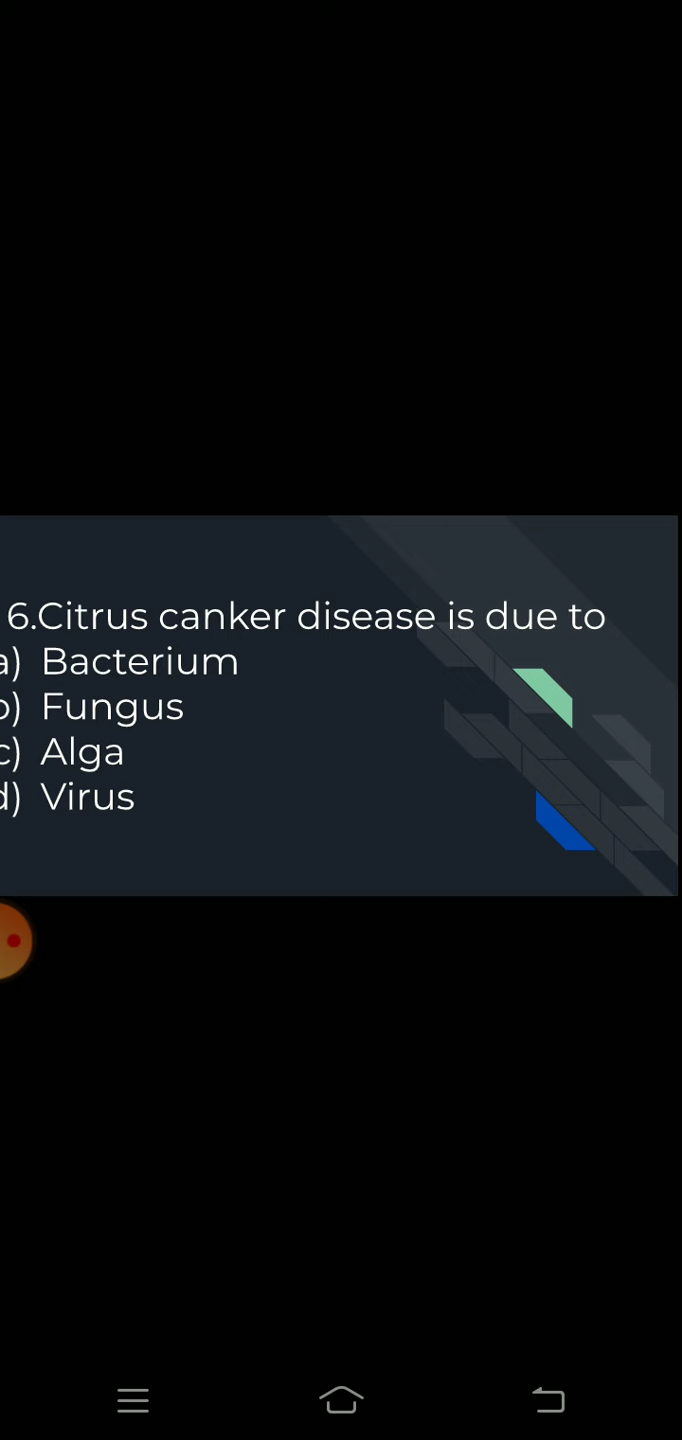 6.Citrus canker disease is due to
a) Bacterium
b) Fungus
c) Alga
d) Virus